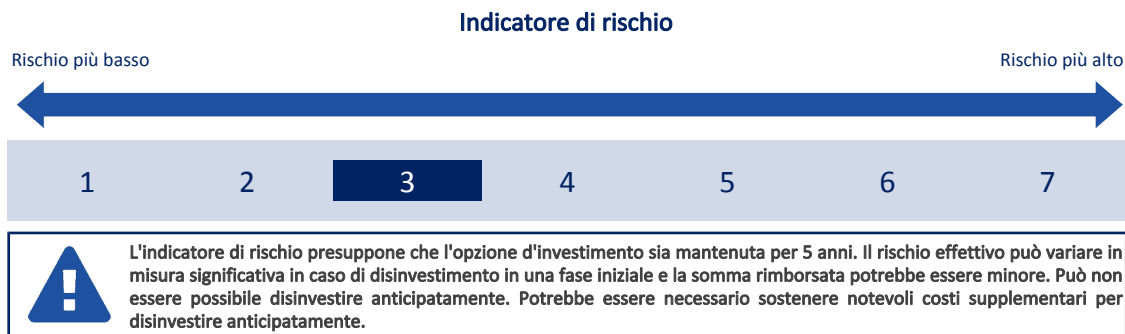 Indicatore di rischio
Rischio più basso Rischio più alto
1 2 3 4 5 6 7
L'indicatore di rischio presuppone che l'opzione d'investimento sia mantenuta per 5 anni. Il rischio effettivo può variare in
misura significativa in caso di disinvestimento in una fase iniziale e la somma rimborsata potrebbe essere minore. Può non
essere possibile disinvestire anticipatamente. Potrebbe essere necessario sostenere notevoli costi supplementari per
disinvestire anticipatamente.